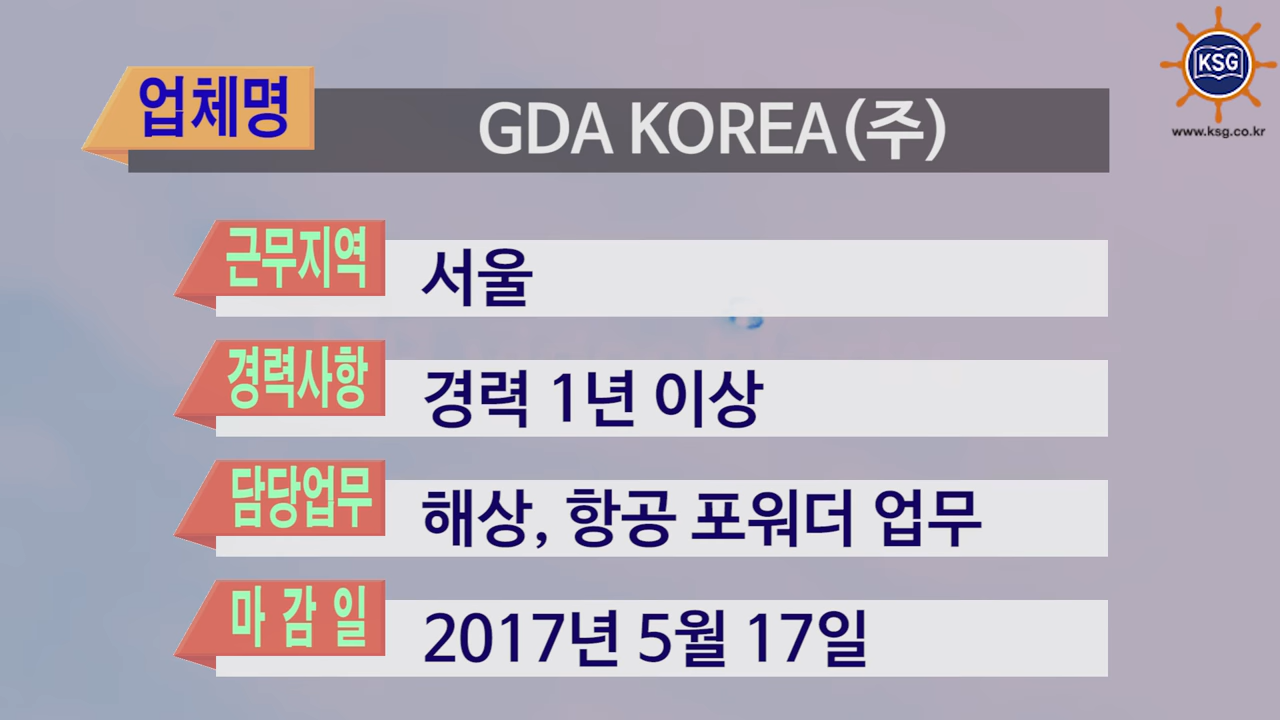 업체명
GDA KOREA(주)
KSG
www.ksg.co.kr
근무지역
서울
경력사항
경력 1년 이상
담당업무
해상, 항공 포워더 업무
마 감 일
2017년 5월 17일